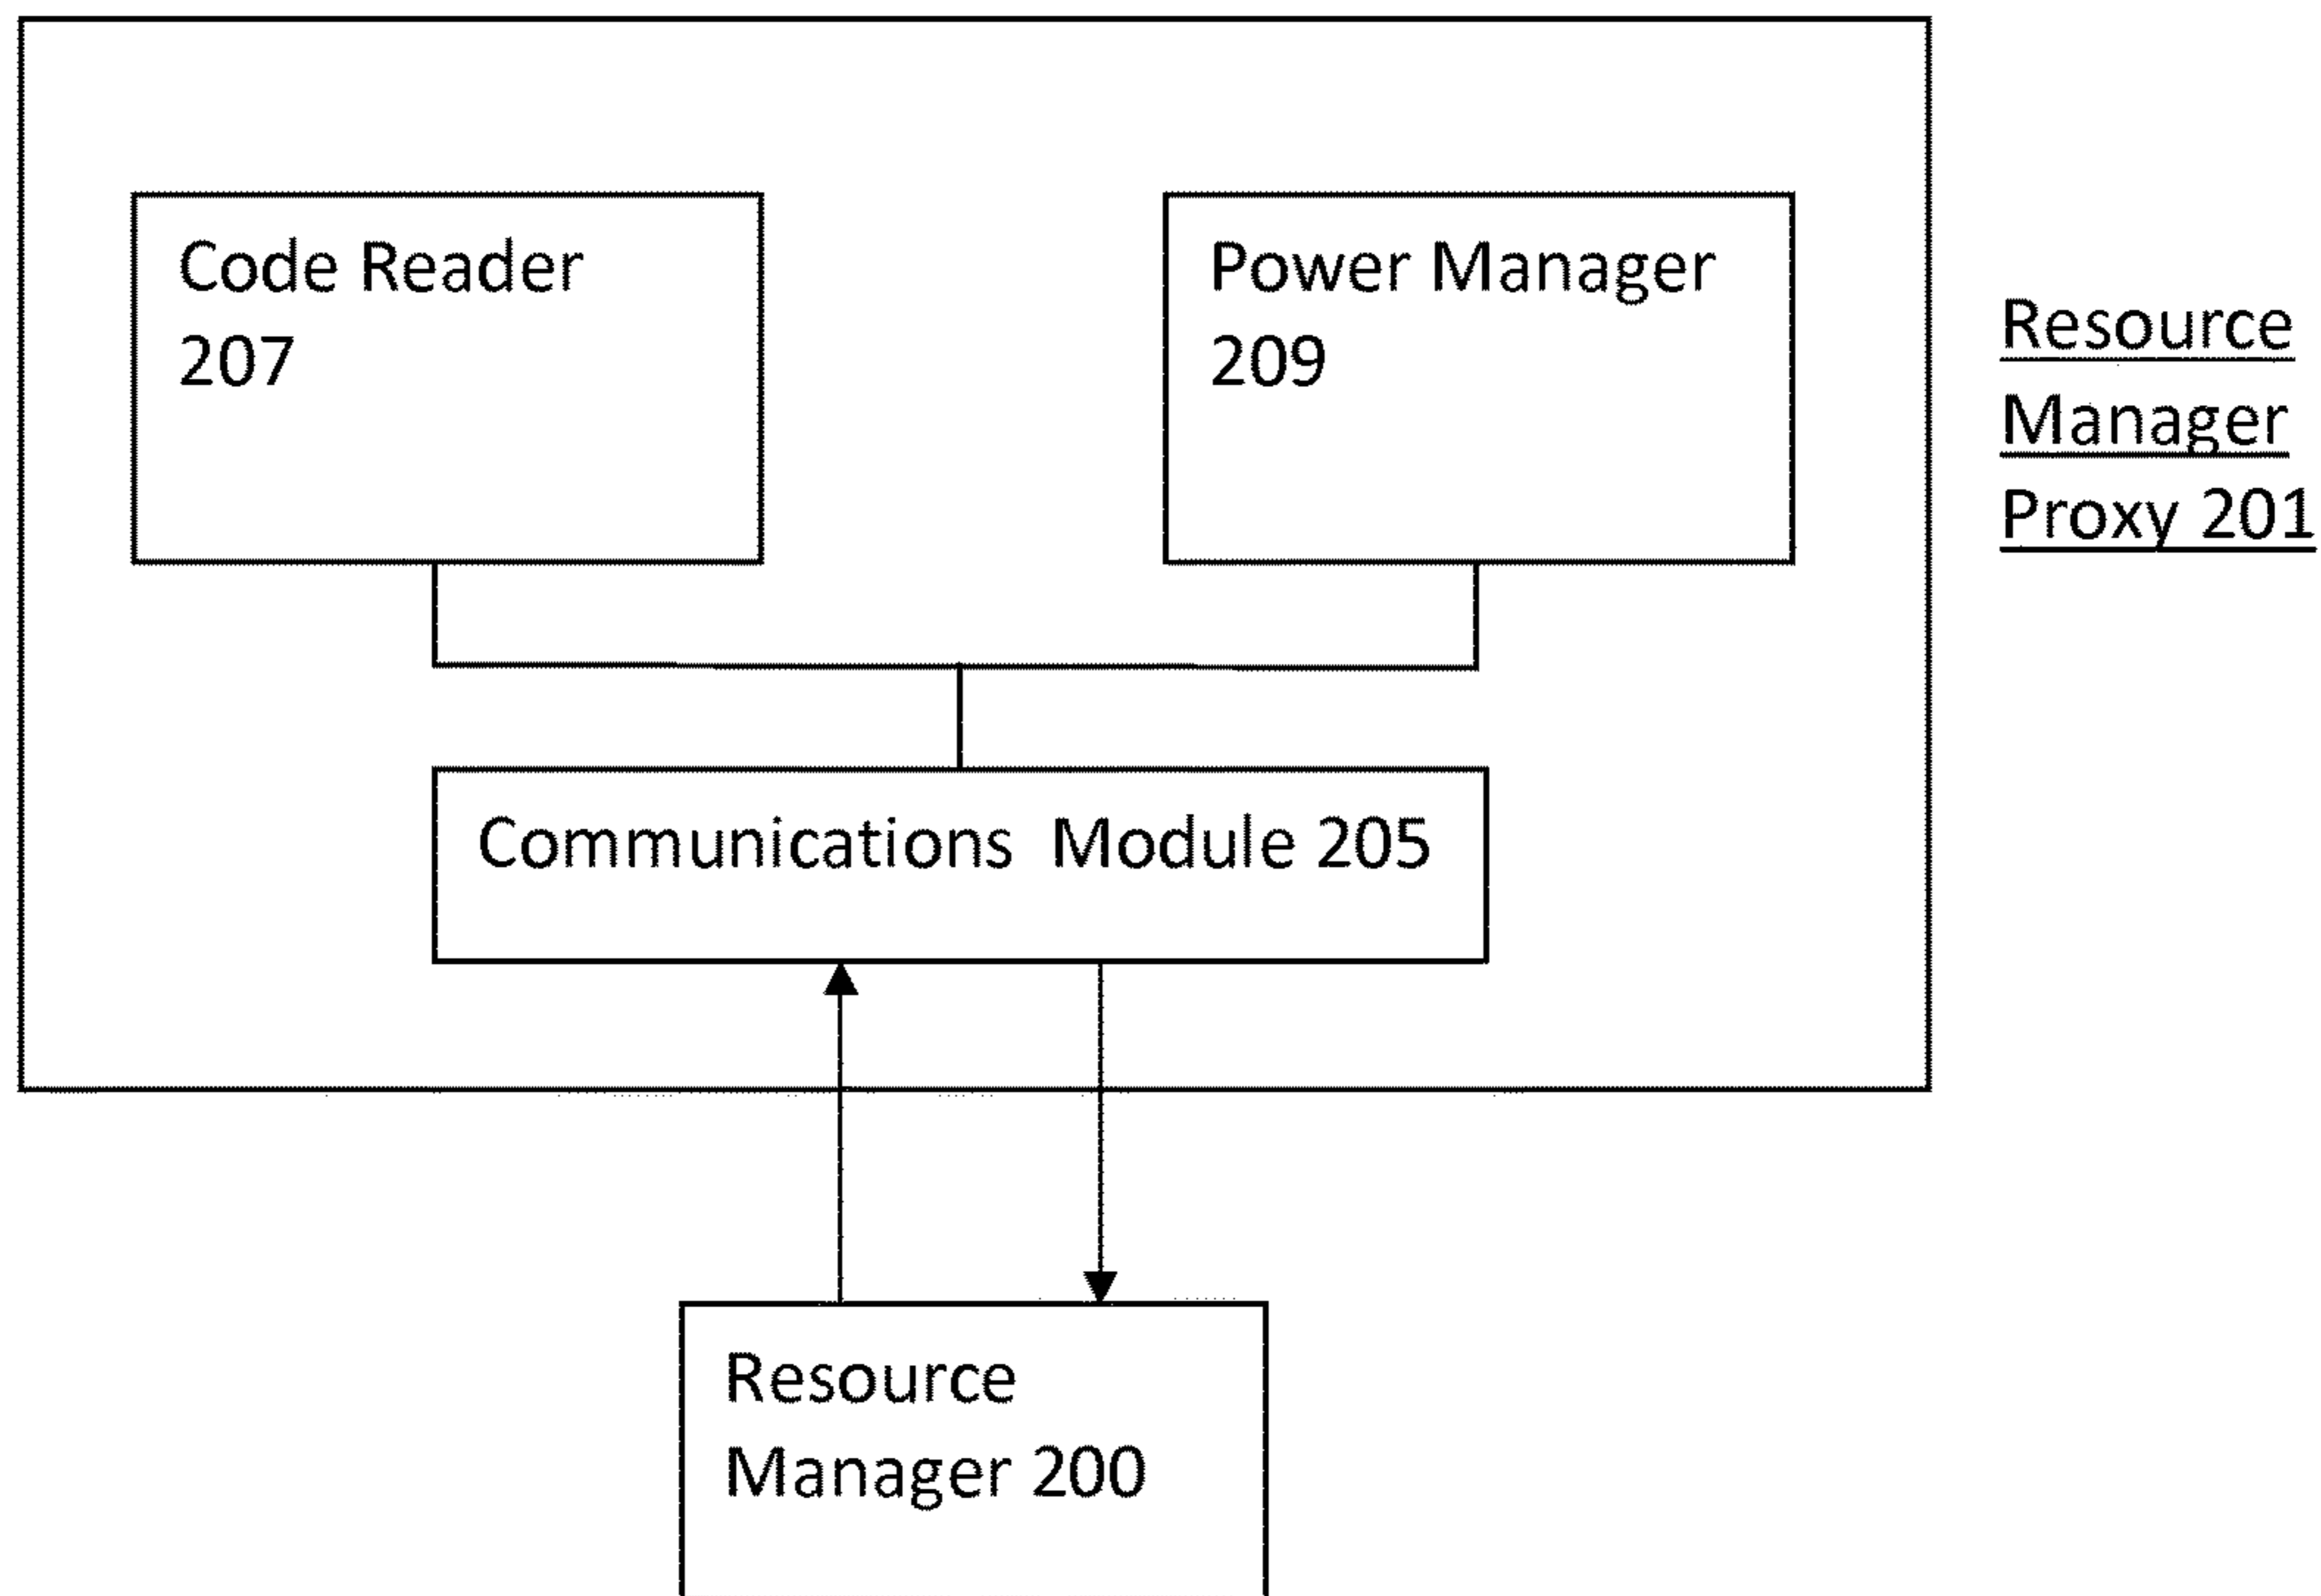 Code Reader
207
Power Manager
209
Resource
Manager
Proxy 201
Communications  Module 205
Resource
Manager 200